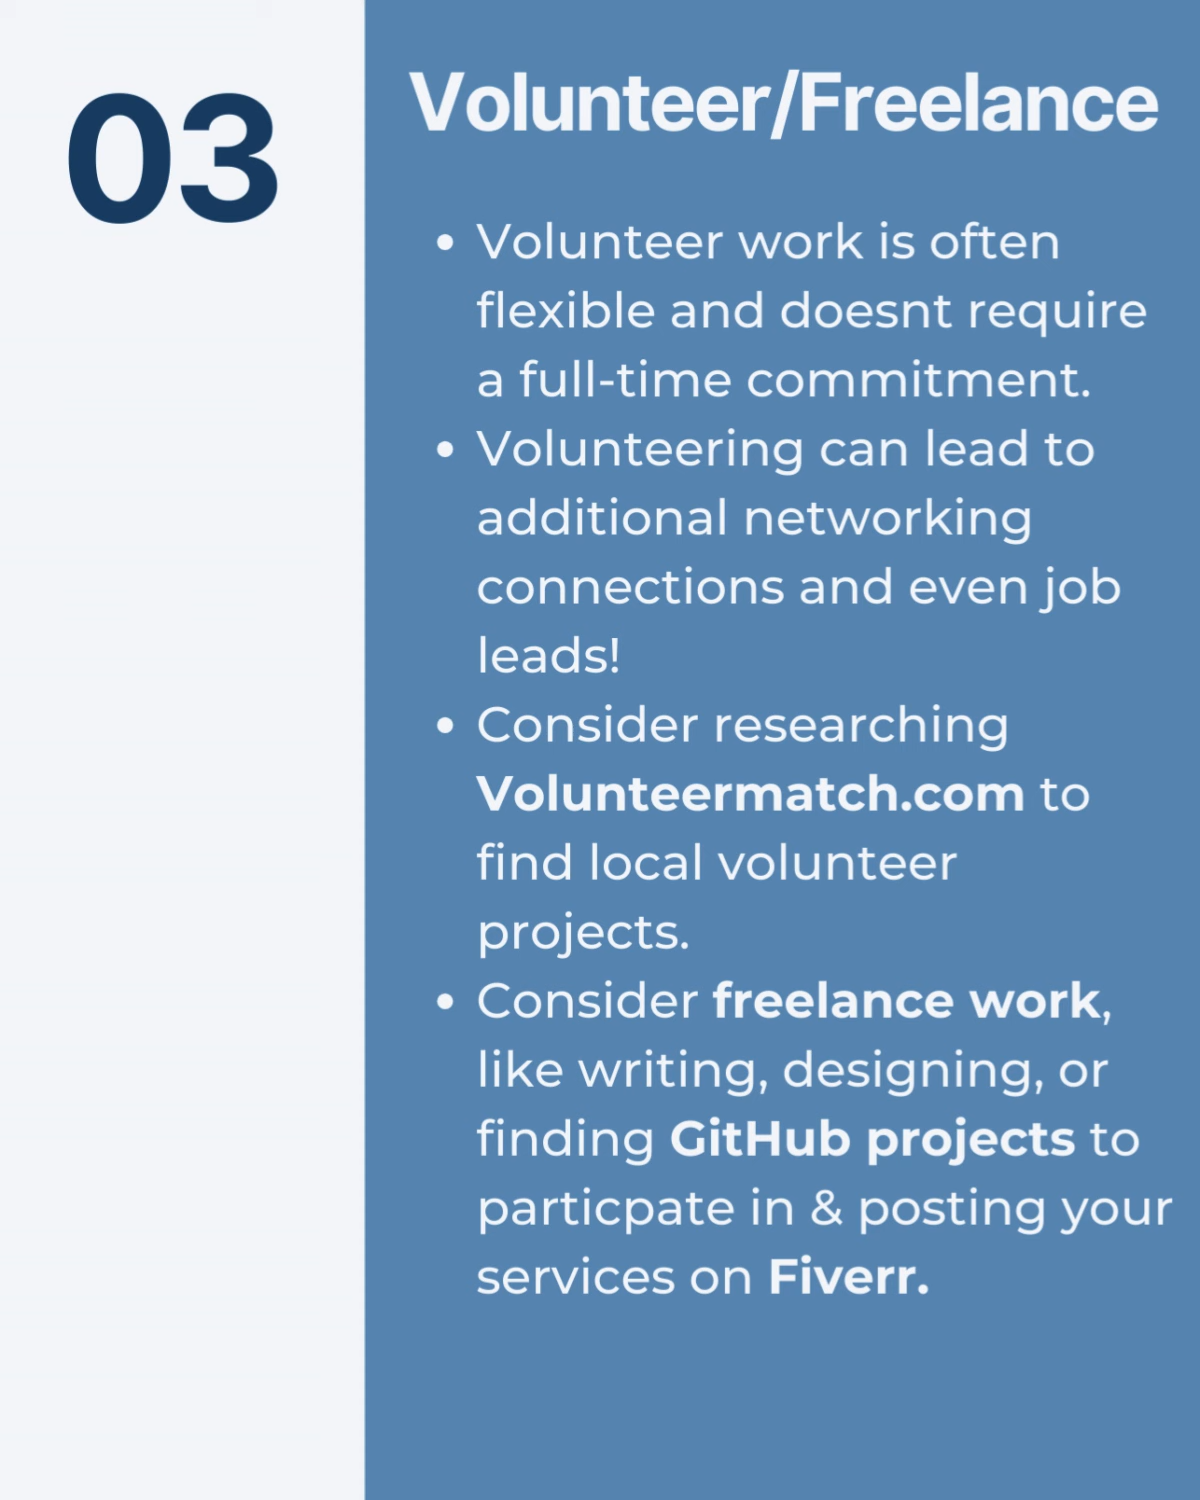 03
Volunteer/Freelance
• Volunteer work is often
flexible and doesnt require
a full-time commitment.
• Volunteering can lead to
additional networking
connections and even job
leads!
• Consider researching
Volunteermatch.com to
find local volunteer
projects.
• Consider freelance work,
like writing, designing, or
finding GitHub projects to
particpate in & posting your
services on Fiverr.